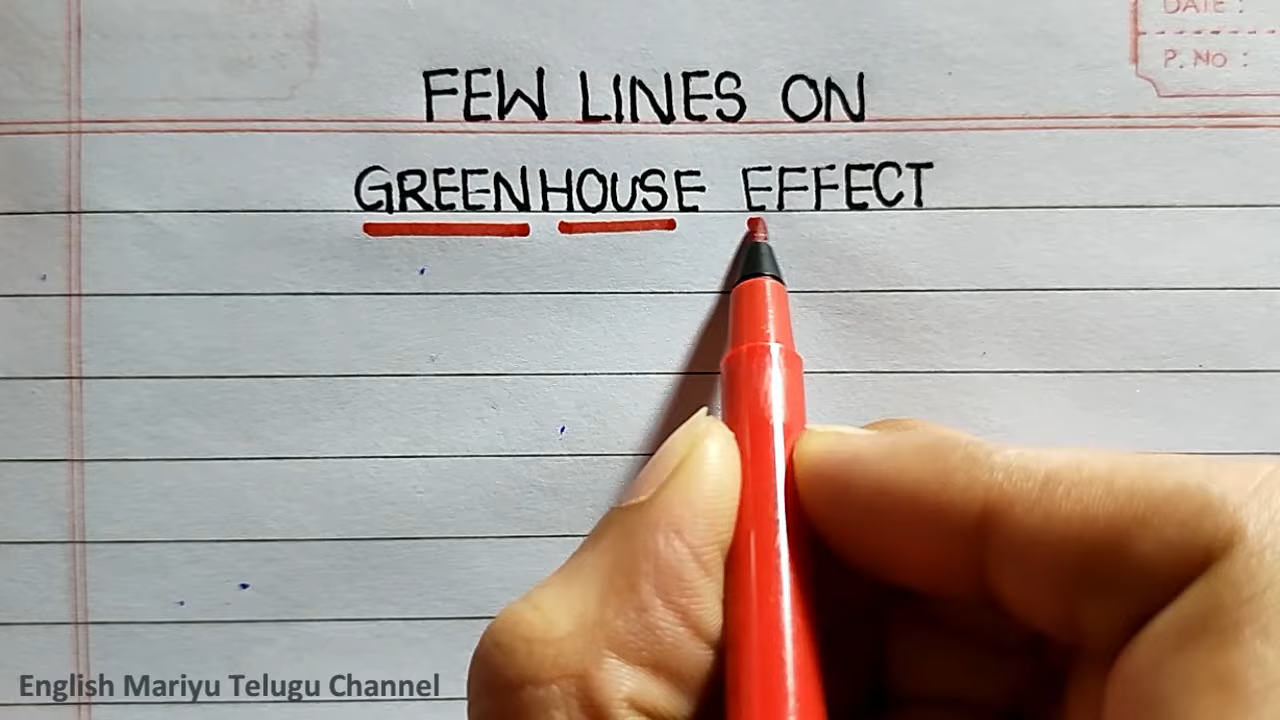 DATE :
P. No :
FEW LINES ON
GREENHOUSE EFFECT
English Mariyu Telugu Channel